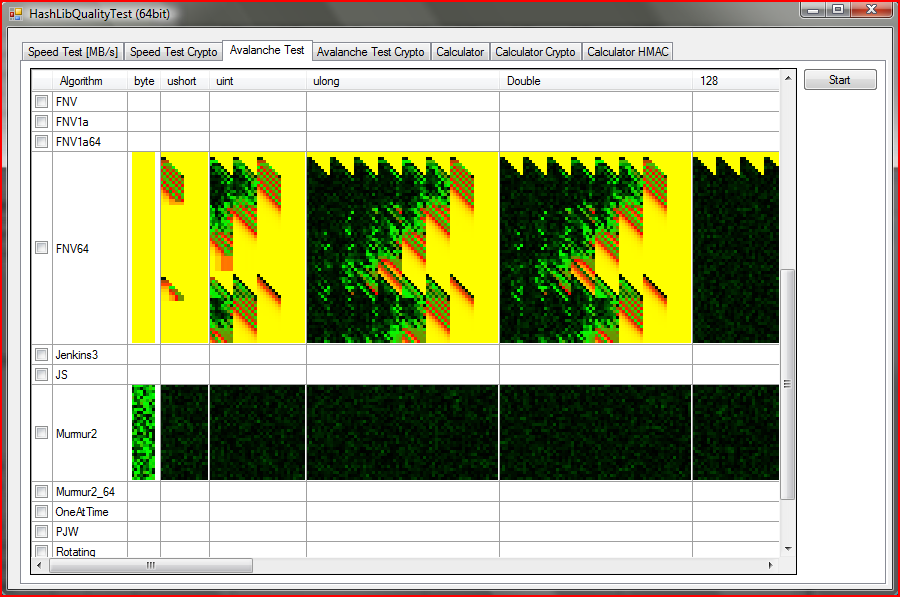 HashLibQualityTest (64bit)
Speed Test [MB/s] Speed Test Crypto Avalanche Test Avalanche Test Crypto Calculator Calculator Crypto Calculator HMAC
Algorithm byte ushort uint ulong Double 128
Start
FNV
FNV1a
FNV1a64
FNV64
Jenkins3
JS
Murmur2
Murmur2_64
OneAtTime
PJW
Rotating